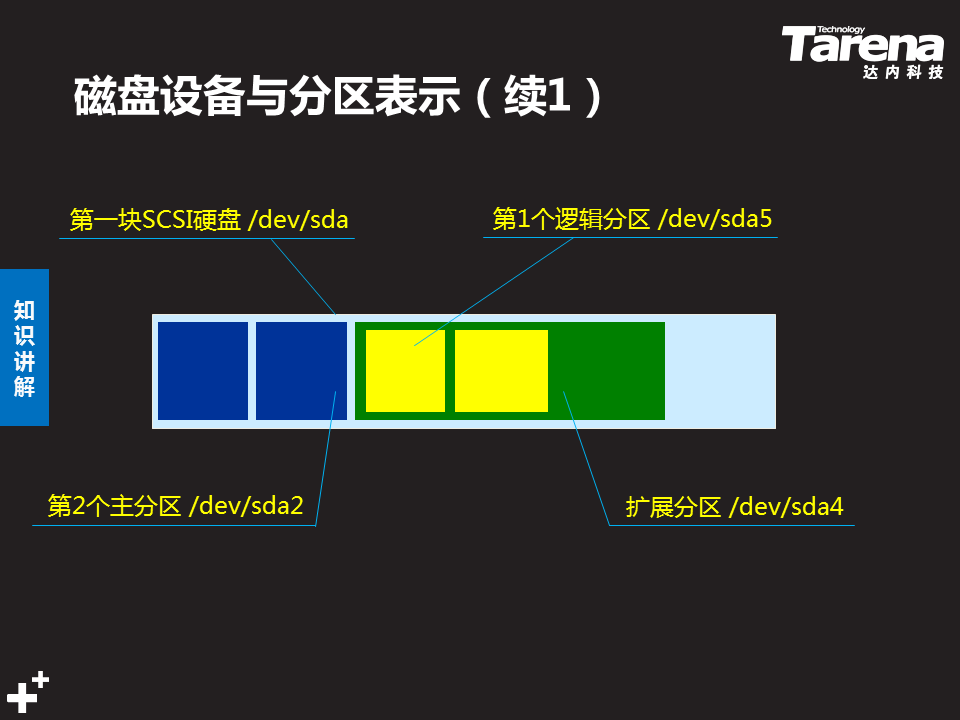 Technology
Tarena
达内科技
磁盘设备与分区表示（续1）
第一块SCSI硬盘 /dev/sda
第1个逻辑分区 /dev/sda5
知
识
讲
解
第2个主分区 /dev/sda2
扩展分区 /dev/sda4